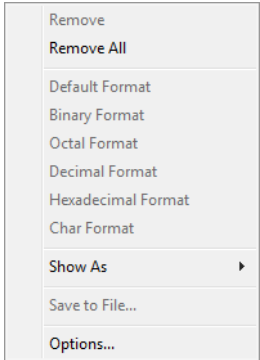 Remove
Remove All
Default Format
Binary Format
Octal Format
Decimal Format
Hexadecimal Format
Char Format
Show As
Save to File...
Options...